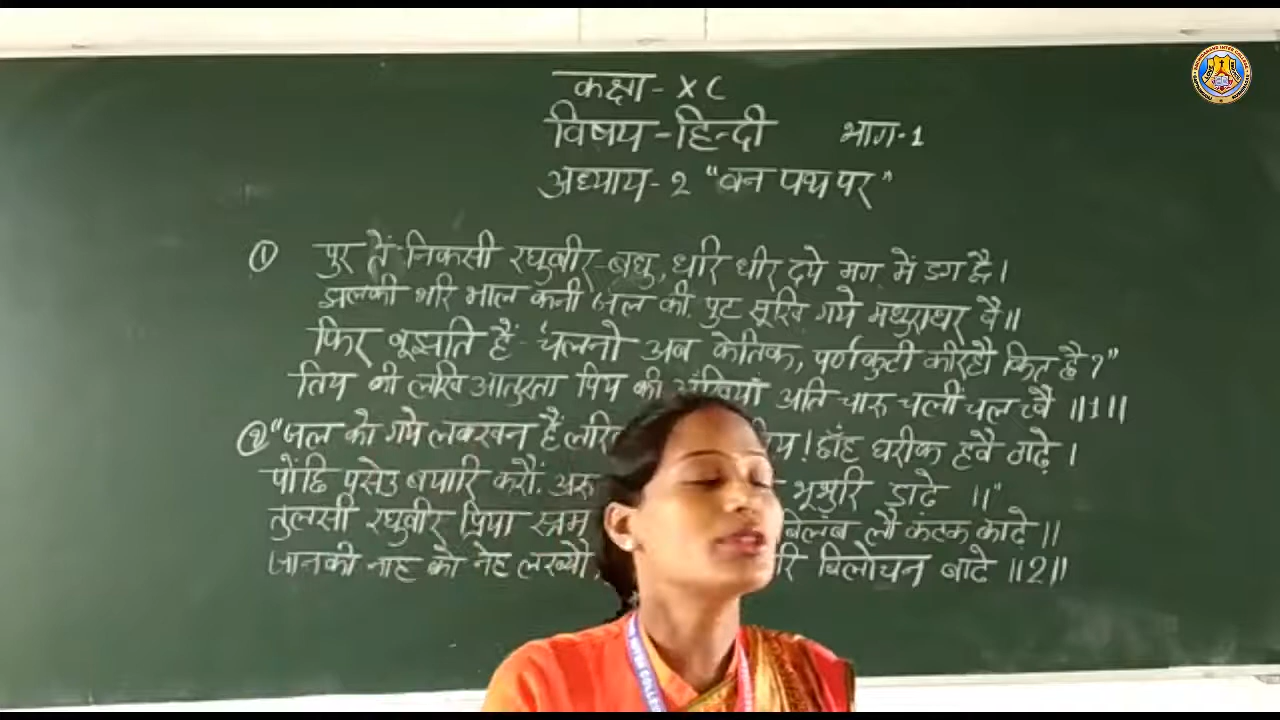 कक्षा - X C
विषय - हिन्दी भाग - 1
अध्याय - 2 "वन पथ पर"
① पुर तें निकसी रघुवीर-बधु, धरि धीर दये मग में डग द्वै।
झलकी भरि भाल कनी जल की, पुट सूखि गये मधुराधर वै॥
फिर बूझति हैं- "चलनो अब केतिक, पर्णकुटी करिहौ कित है?"
तिय की लखि आतुरता पिय की अँखियाँ अति चारु चलीं चल च्वै ॥1॥
② "जल को गये लक्खन हैं लरि ! छाँह घरीक ह्वै गढ़े।
पोंछि पसेउ बयारि करौं, अरु भूभुरि डाढ़े ॥"
तुलसी रघुवीर प्रिया स्त्रम बिलंब लौ कंटक काढ़े॥
जानकी नाह को नेह लख्यौ, बिलोचन बाढ़े ॥2॥